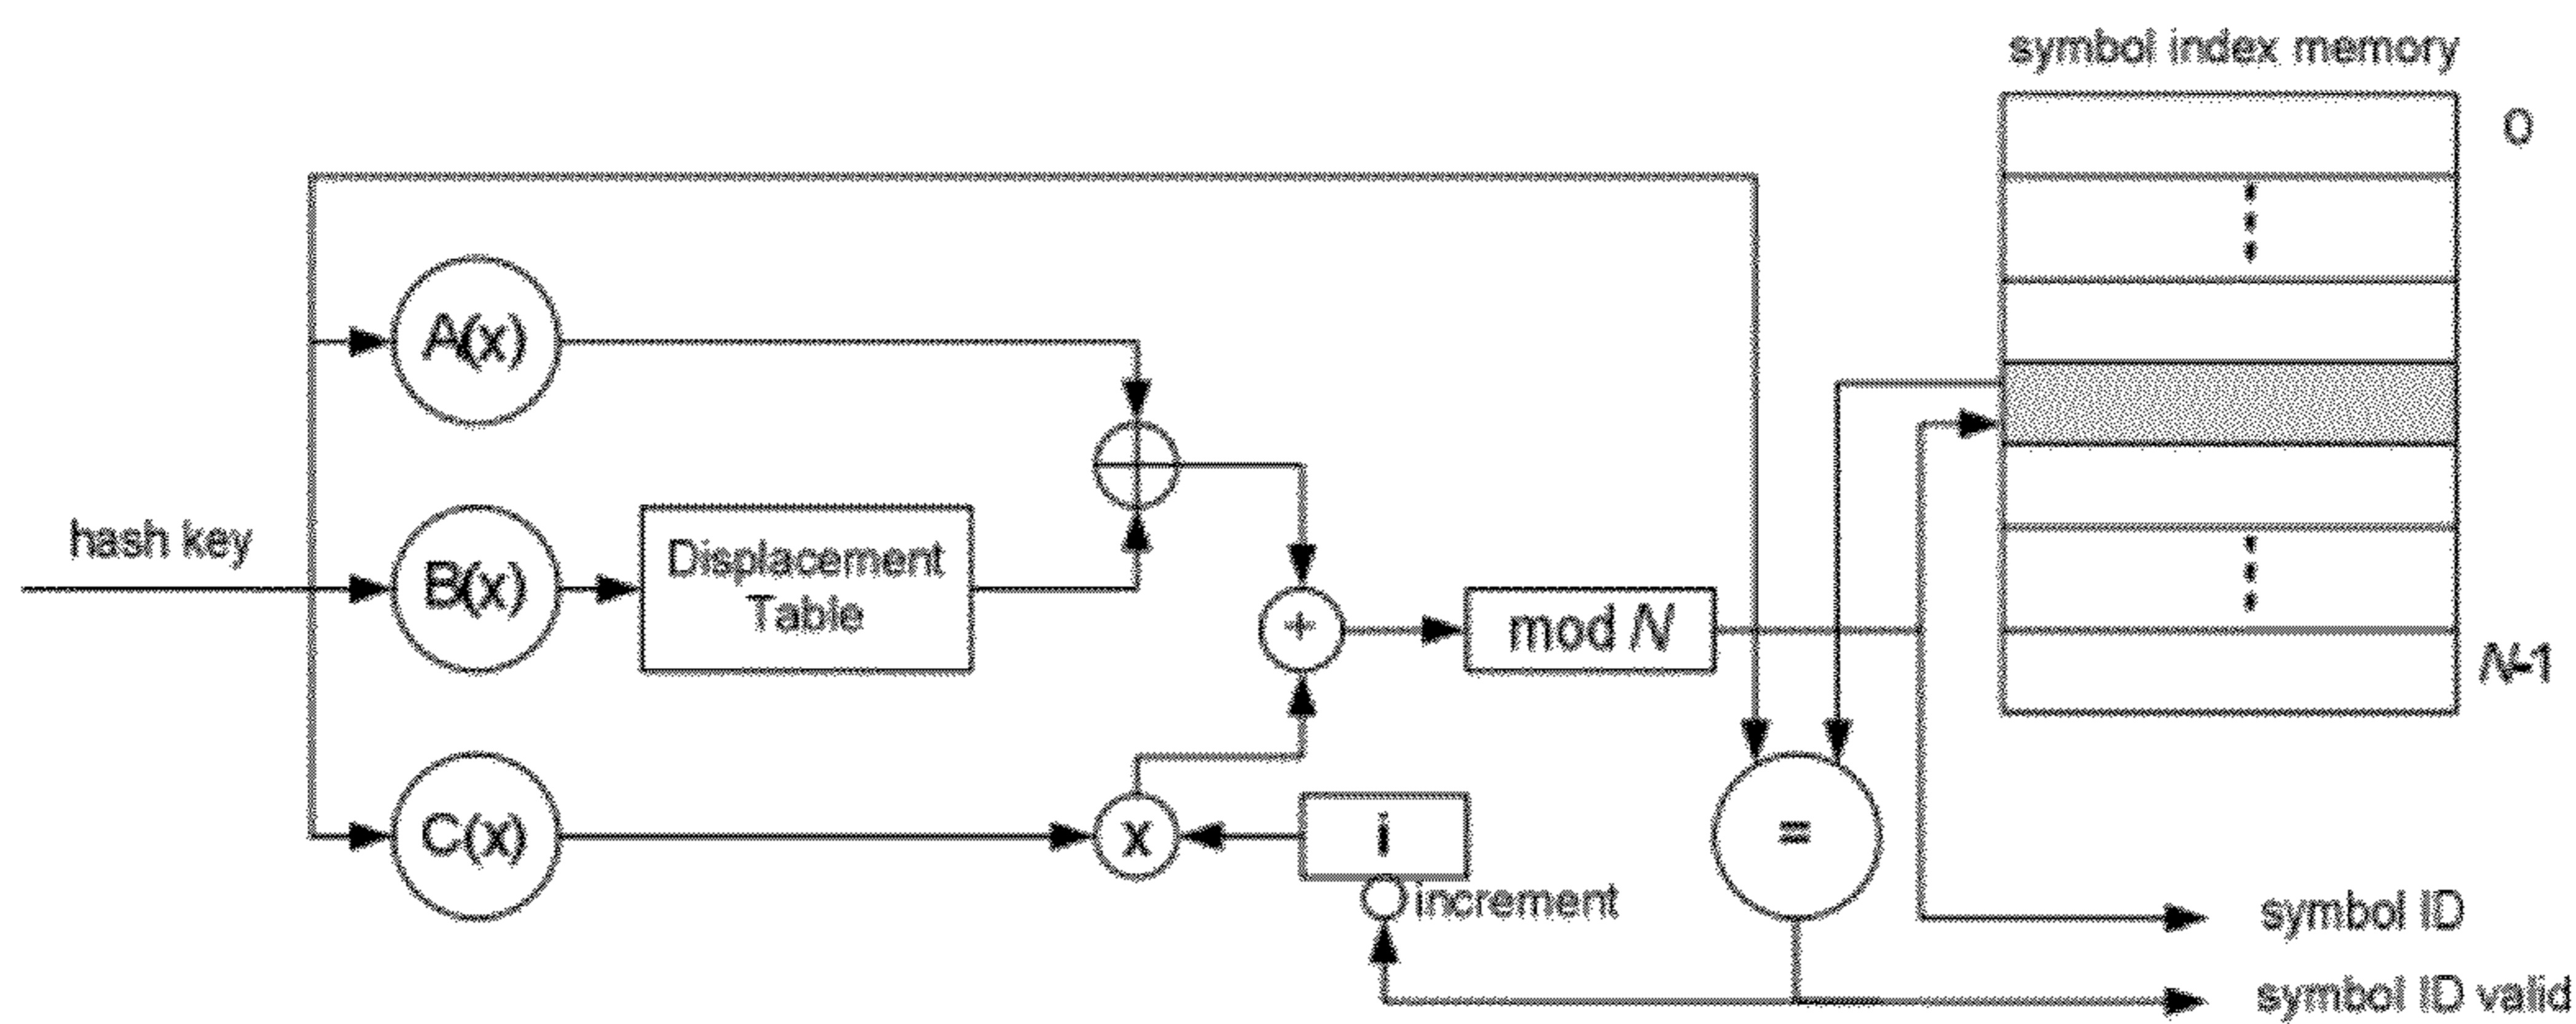 symbol index memory
0
A(x)
hash key
B(x)
Displacement
Table
+
mod N
N-1
C(x)
x
i
=
increment
symbol ID
symbol ID valid